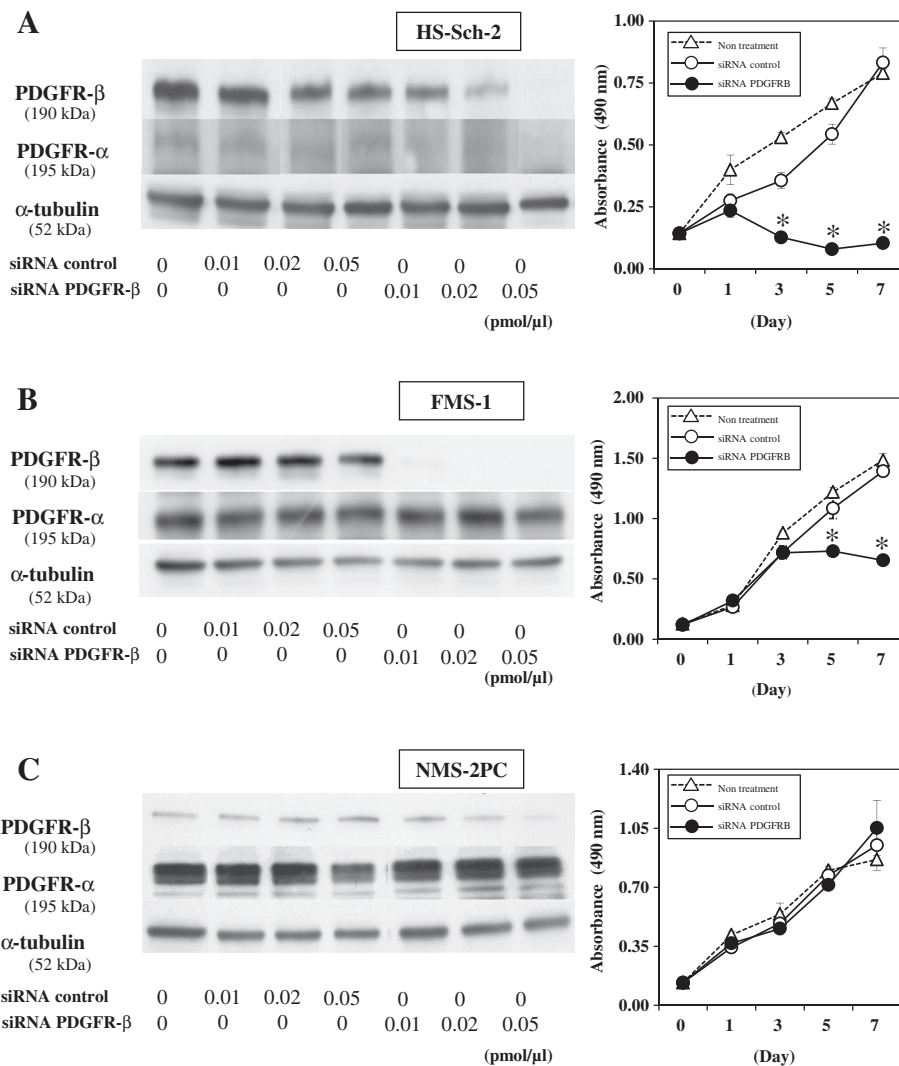 A
HS-Sch-2
PDGFR-β
(190 kDa)
PDGFR-α
(195 kDa)
α-tubulin
(52 kDa)
siRNA control 0 0.01 0.02 0.05 0 0 0
siRNA PDGFR-β 0 0 0 0 0.01 0.02 0.05
(pmol/µl)
1.00
0.75
0.50
0.25
0.00
Absorbance (490 nm)
Non treatment
siRNA control
siRNA PDGFRB
* * *
0 1 3 5 7
(Day)
B
FMS-1
PDGFR-β
(190 kDa)
PDGFR-α
(195 kDa)
α-tubulin
(52 kDa)
siRNA control 0 0.01 0.02 0.05 0 0 0
siRNA PDGFR-β 0 0 0 0 0.01 0.02 0.05
(pmol/µl)
2.00
1.50
1.00
0.50
0.00
Absorbance (490 nm)
Non treatment
siRNA control
siRNA PDGFRB
* *
0 1 3 5 7
(Day)
C
NMS-2PC
PDGFR-β
(190 kDa)
PDGFR-α
(195 kDa)
α-tubulin
(52 kDa)
siRNA control 0 0.01 0.02 0.05 0 0 0
siRNA PDGFR-β 0 0 0 0 0.01 0.02 0.05
(pmol/µl)
1.40
1.05
0.70
0.35
0.00
Absorbance (490 nm)
Non treatment
siRNA control
siRNA PDGFRB
0 1 3 5 7
(Day)